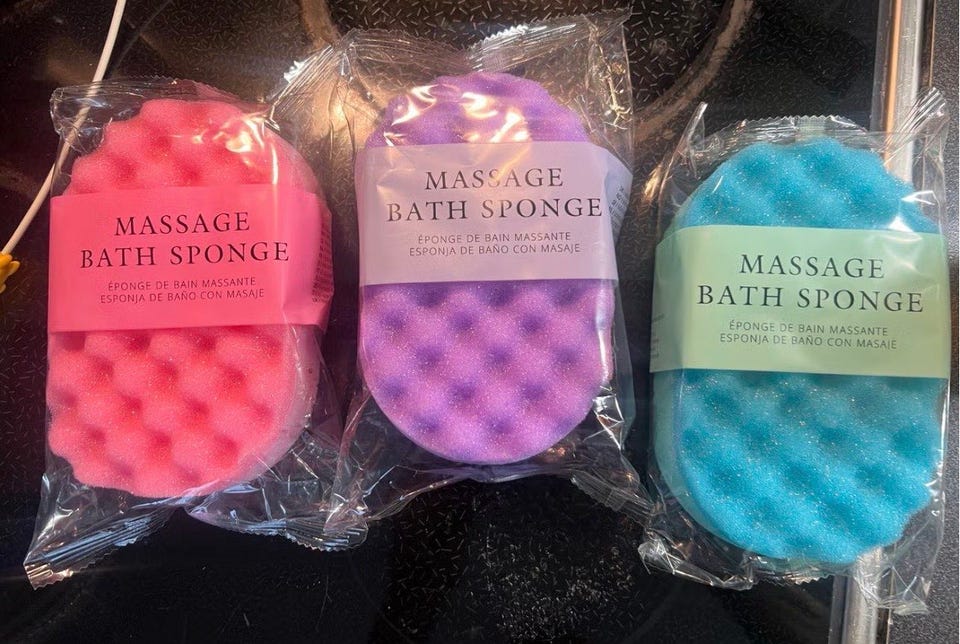 MASSAGE
BATH SPONGE
ÉPONGE DE BAIN MASSANTE
ESPONJA DE BAÑO CON MASAJE
MASSAGE
BATH SPONGE
ÉPONGE DE BAIN MASSANTE
ESPONJA DE BAÑO CON MASAJE
MASSAGE
BATH SPONGE
ÉPONGE DE BAIN MASSANTE
ESPONJA DE BAÑO CON MASAJE